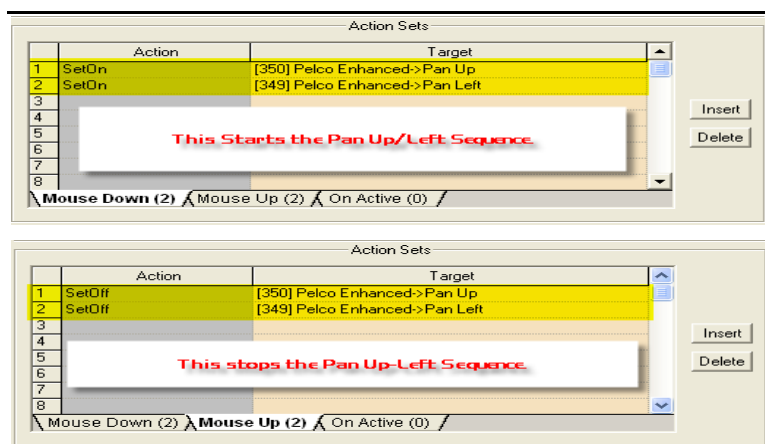 Action Sets
Action Target
1 SetOn [350] Pelco Enhanced->Pan Up
2 SetOn [349] Pelco Enhanced->Pan Left
3
4
5
6
7
8
This Starts the Pan Up/Left Sequence.
Insert
Delete
Mouse Down (2) Mouse Up (2) On Active (0)
Action Sets
Action Target
1 SetOff [350] Pelco Enhanced->Pan Up
2 SetOff [349] Pelco Enhanced->Pan Left
3
4
5
6
7
8
This stops the Pan Up-Left Sequence.
Insert
Delete
Mouse Down (2) Mouse Up (2) On Active (0)